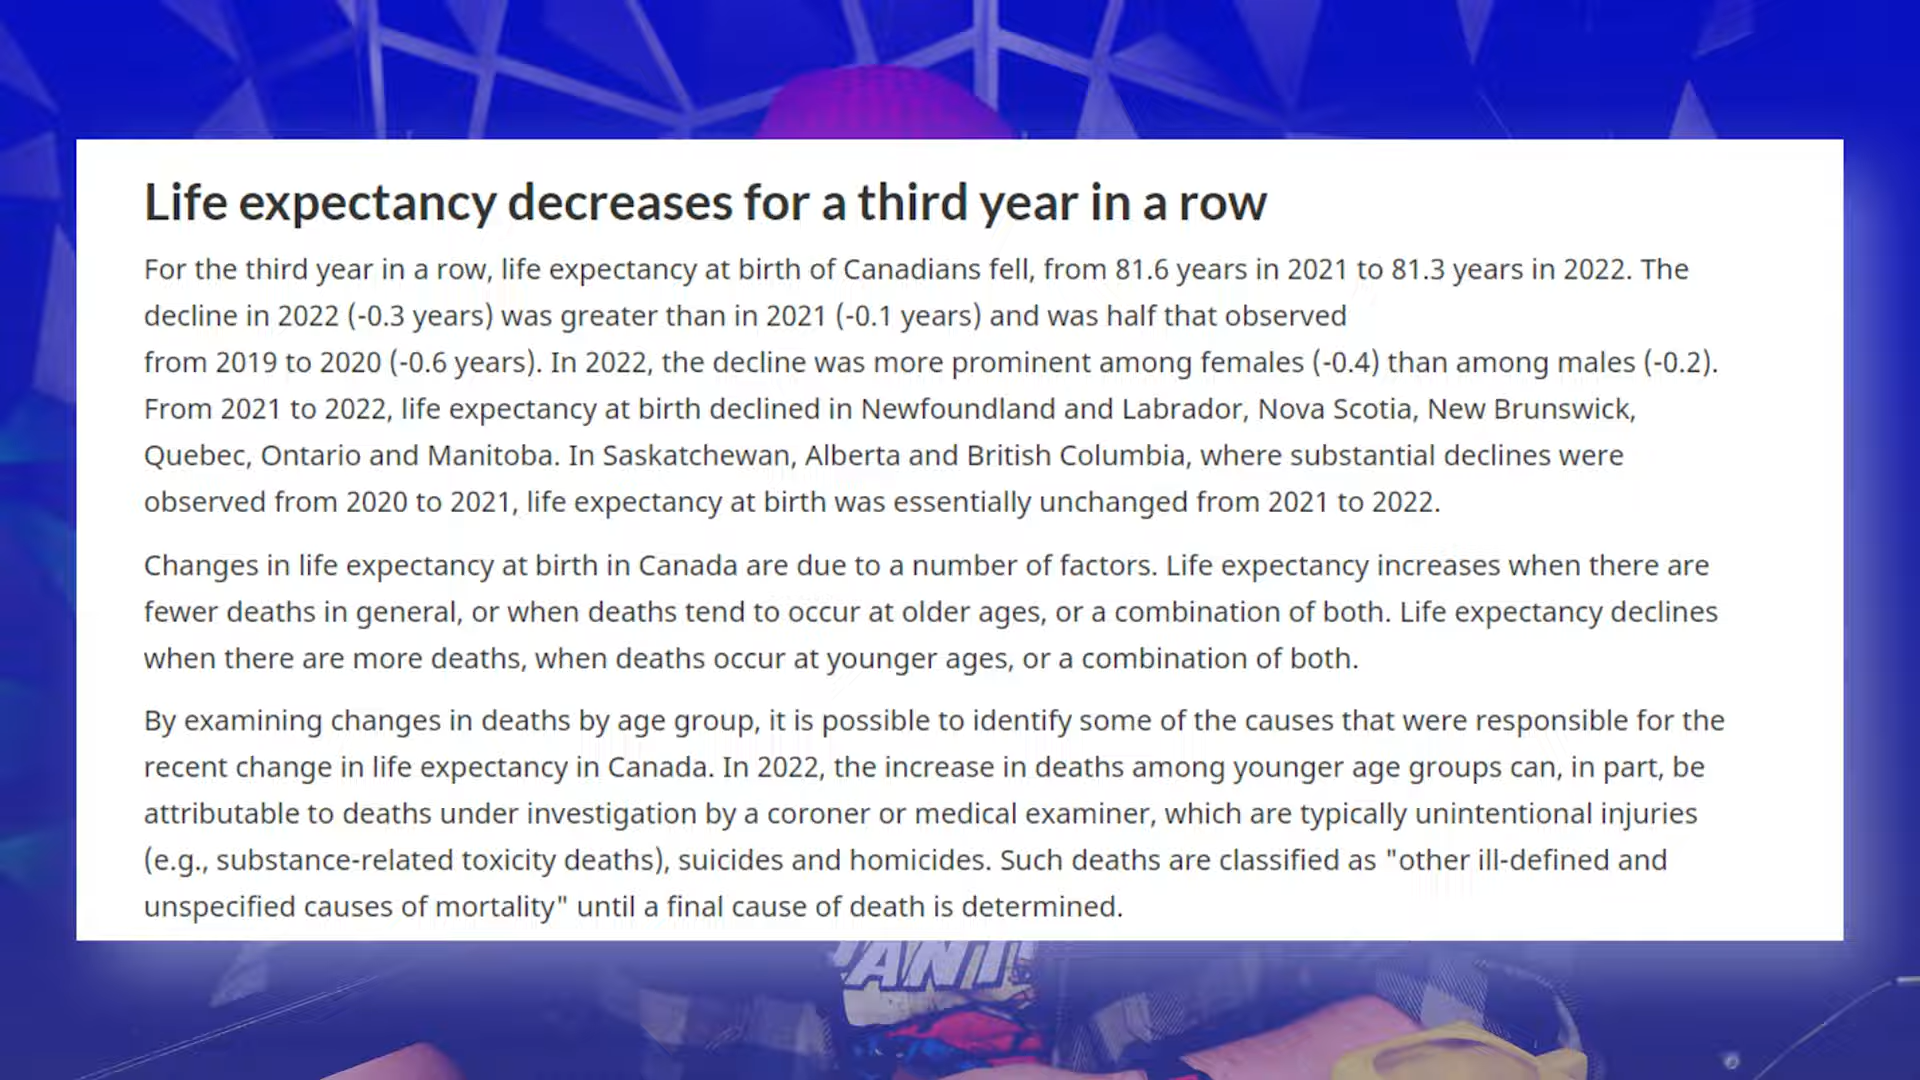 Life expectancy decreases for a third year in a row
For the third year in a row, life expectancy at birth of Canadians fell, from 81.6 years in 2021 to 81.3 years in 2022. The
decline in 2022 (-0.3 years) was greater than in 2021 (-0.1 years) and was half that observed
from 2019 to 2020 (-0.6 years). In 2022, the decline was more prominent among females (-0.4) than among males (-0.2).
From 2021 to 2022, life expectancy at birth declined in Newfoundland and Labrador, Nova Scotia, New Brunswick,
Quebec, Ontario and Manitoba. In Saskatchewan, Alberta and British Columbia, where substantial declines were
observed from 2020 to 2021, life expectancy at birth was essentially unchanged from 2021 to 2022.
Changes in life expectancy at birth in Canada are due to a number of factors. Life expectancy increases when there are
fewer deaths in general, or when deaths tend to occur at older ages, or a combination of both. Life expectancy declines
when there are more deaths, when deaths occur at younger ages, or a combination of both.
By examining changes in deaths by age group, it is possible to identify some of the causes that were responsible for the
recent change in life expectancy in Canada. In 2022, the increase in deaths among younger age groups can, in part, be
attributable to deaths under investigation by a coroner or medical examiner, which are typically unintentional injuries
(e.g., substance-related toxicity deaths), suicides and homicides. Such deaths are classified as "other ill-defined and
unspecified causes of mortality" until a final cause of death is determined.